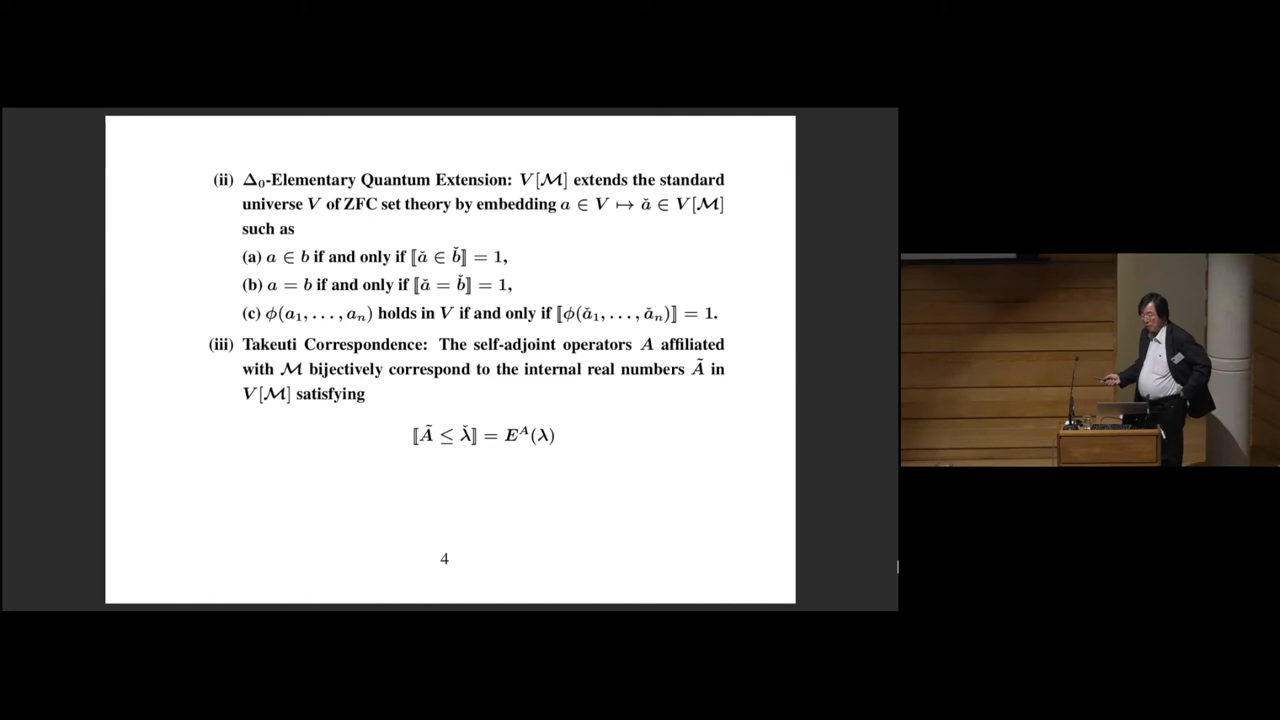 (ii) Δ₀-Elementary Quantum Extension: V[ℳ] extends the standard
universe V of ZFC set theory by embedding a ∈ V ↦ ǎ ∈ V[ℳ]
such as
(a) a ∈ b if and only if ⟦ǎ ∈ b̌⟧ = 1,
(b) a = b if and only if ⟦ǎ = b̌⟧ = 1,
(c) ϕ(a₁, . . . , aₙ) holds in V if and only if ⟦ϕ(ǎ₁, . . . , ǎₙ)⟧ = 1.
(iii) Takeuti Correspondence: The self-adjoint operators A affiliated
with ℳ bijectively correspond to the internal real numbers Ã in
V[ℳ] satisfying
⟦Ã ≤ λ̌⟧ = Eᴬ(λ)
4